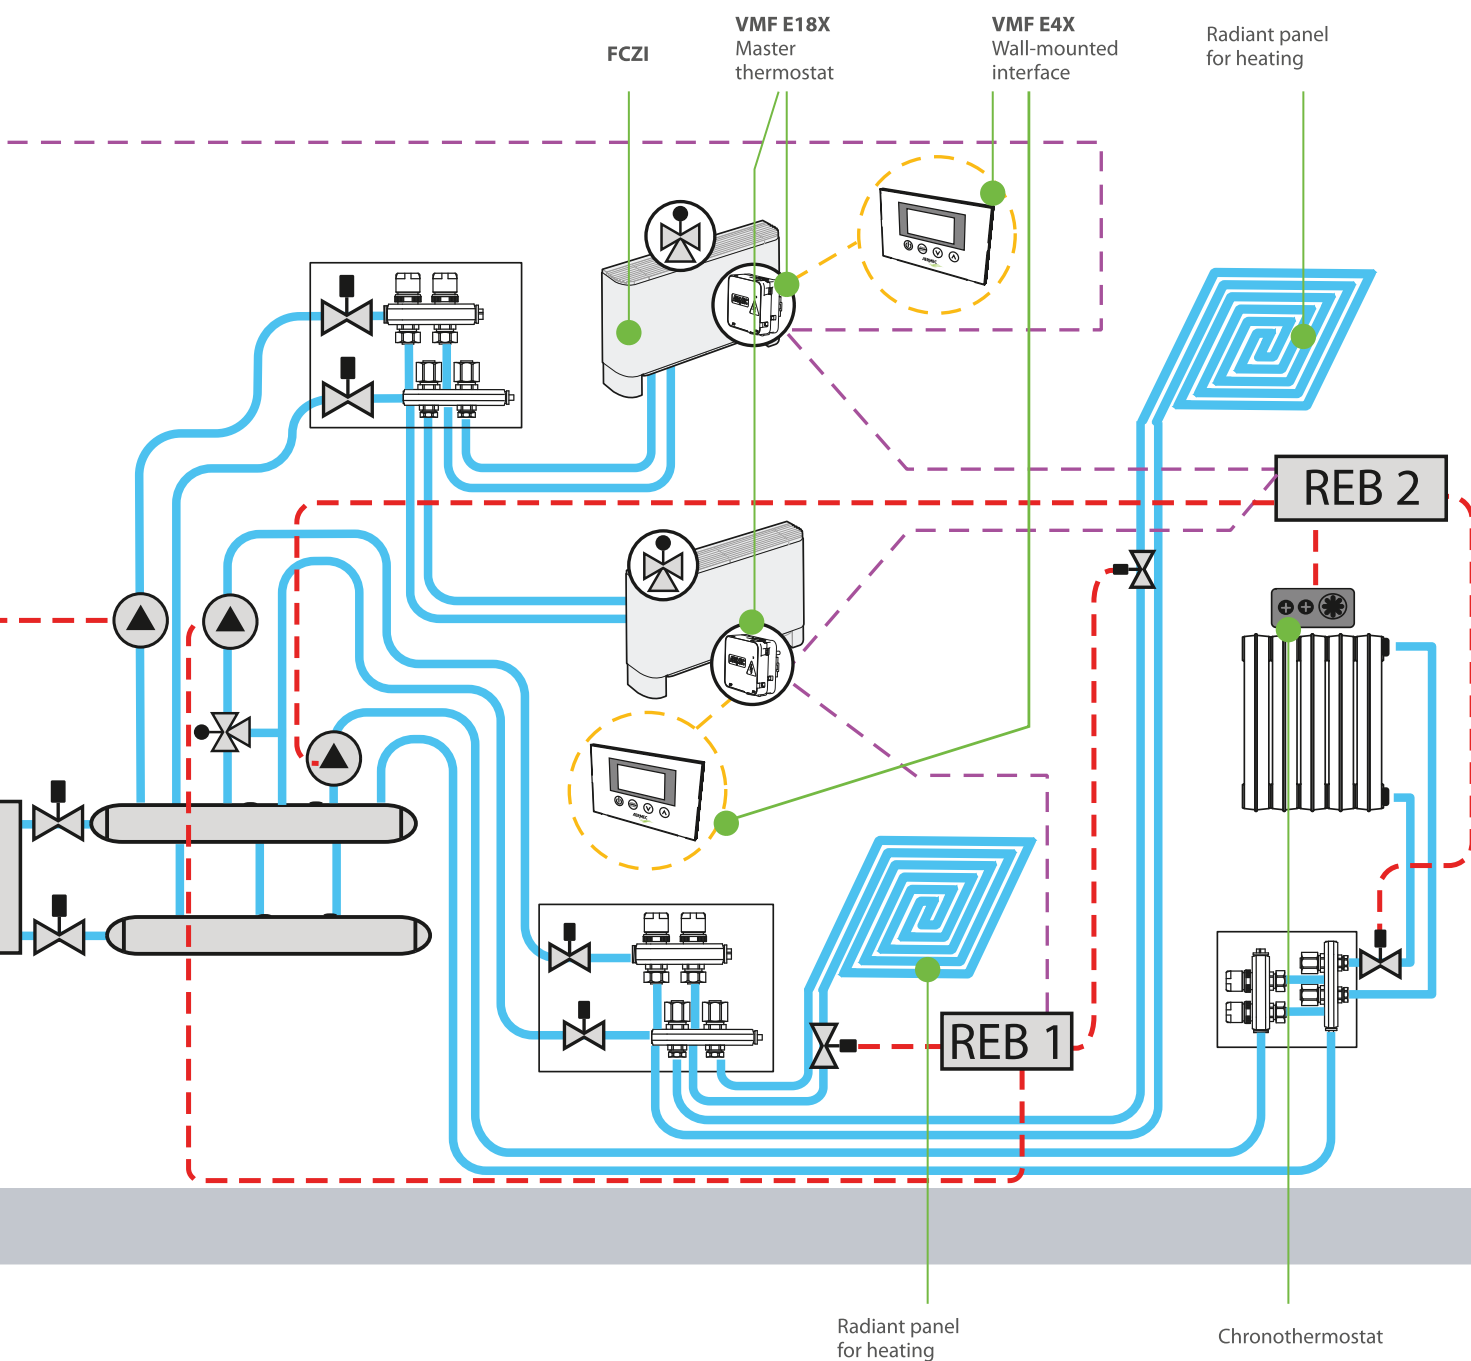 FCZI
VMF E18X
Master
thermostat
VMF E4X
Wall-mounted
interface
Radiant panel
for heating
REB 2
REB 1
Radiant panel
for heating
Chronothermostat